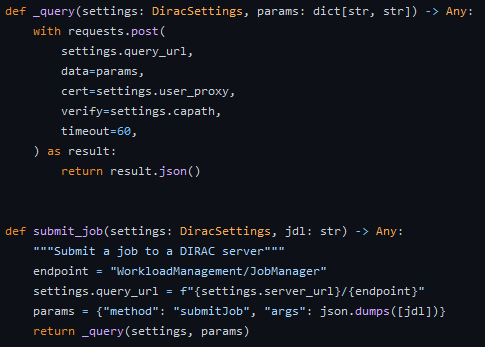 def _query(settings: DiracSettings, params: dict[str, str]) -> Any:
    with requests.post(
        settings.query_url,
        data=params,
        cert=settings.user_proxy,
        verify=settings.capath,
        timeout=60,
    ) as result:
        return result.json()

def submit_job(settings: DiracSettings, jdl: str) -> Any:
    """Submit a job to a DIRAC server"""
    endpoint = "WorkloadManagement/JobManager"
    settings.query_url = f"{settings.server_url}/{endpoint}"
    params = {"method": "submitJob", "args": json.dumps([jdl])}
    return _query(settings, params)